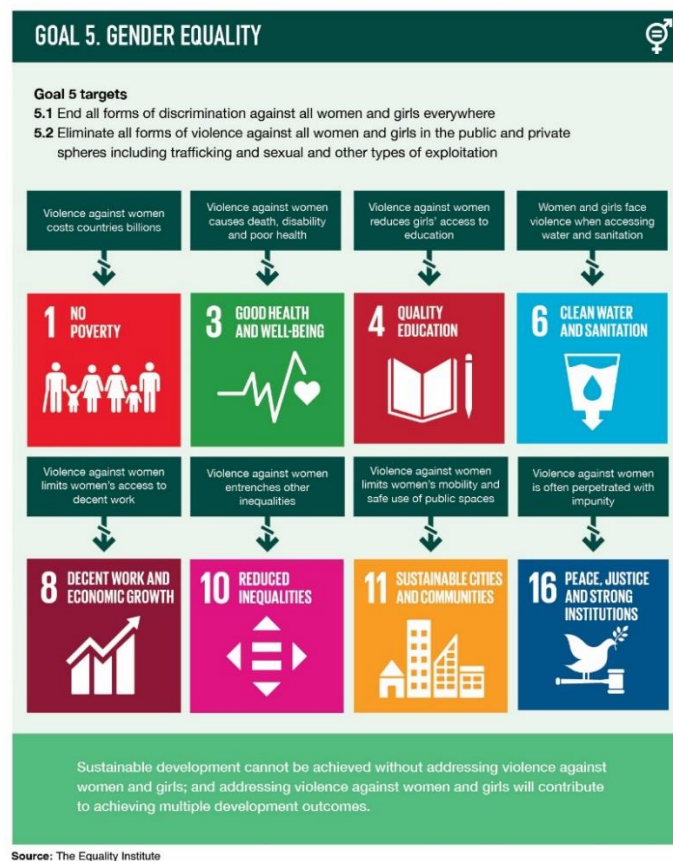 GOAL 5. GENDER EQUALITY
Goal 5 targets
5.1 End all forms of discrimination against all women and girls everywhere
5.2 Eliminate all forms of violence against all women and girls in the public and private
spheres including trafficking and sexual and other types of exploitation
Violence against women
costs countries billions
Violence against women
causes death, disability
and poor health
Violence against women
reduces girls' access to
education
Women and girls face
violence when accessing
water and sanitation
1 NO
POVERTY
3 GOOD HEALTH
AND WELL-BEING
4 QUALITY
EDUCATION
6 CLEAN WATER
AND SANITATION
Violence against women
limits women's access to
decent work
Violence against women
entrenches other
inequalities
Violence against women
limits women's mobility and
safe use of public spaces
Violence against women
is often perpetrated with
impunity
8 DECENT WORK AND
ECONOMIC GROWTH
10 REDUCED
INEQUALITIES
11 SUSTAINABLE CITIES
AND COMMUNITIES
16 PEACE, JUSTICE
AND STRONG
INSTITUTIONS
Sustainable development cannot be achieved without addressing violence against
women and girls; and addressing violence against women and girls will contribute
to achieving multiple development outcomes.
Source: The Equality Institute